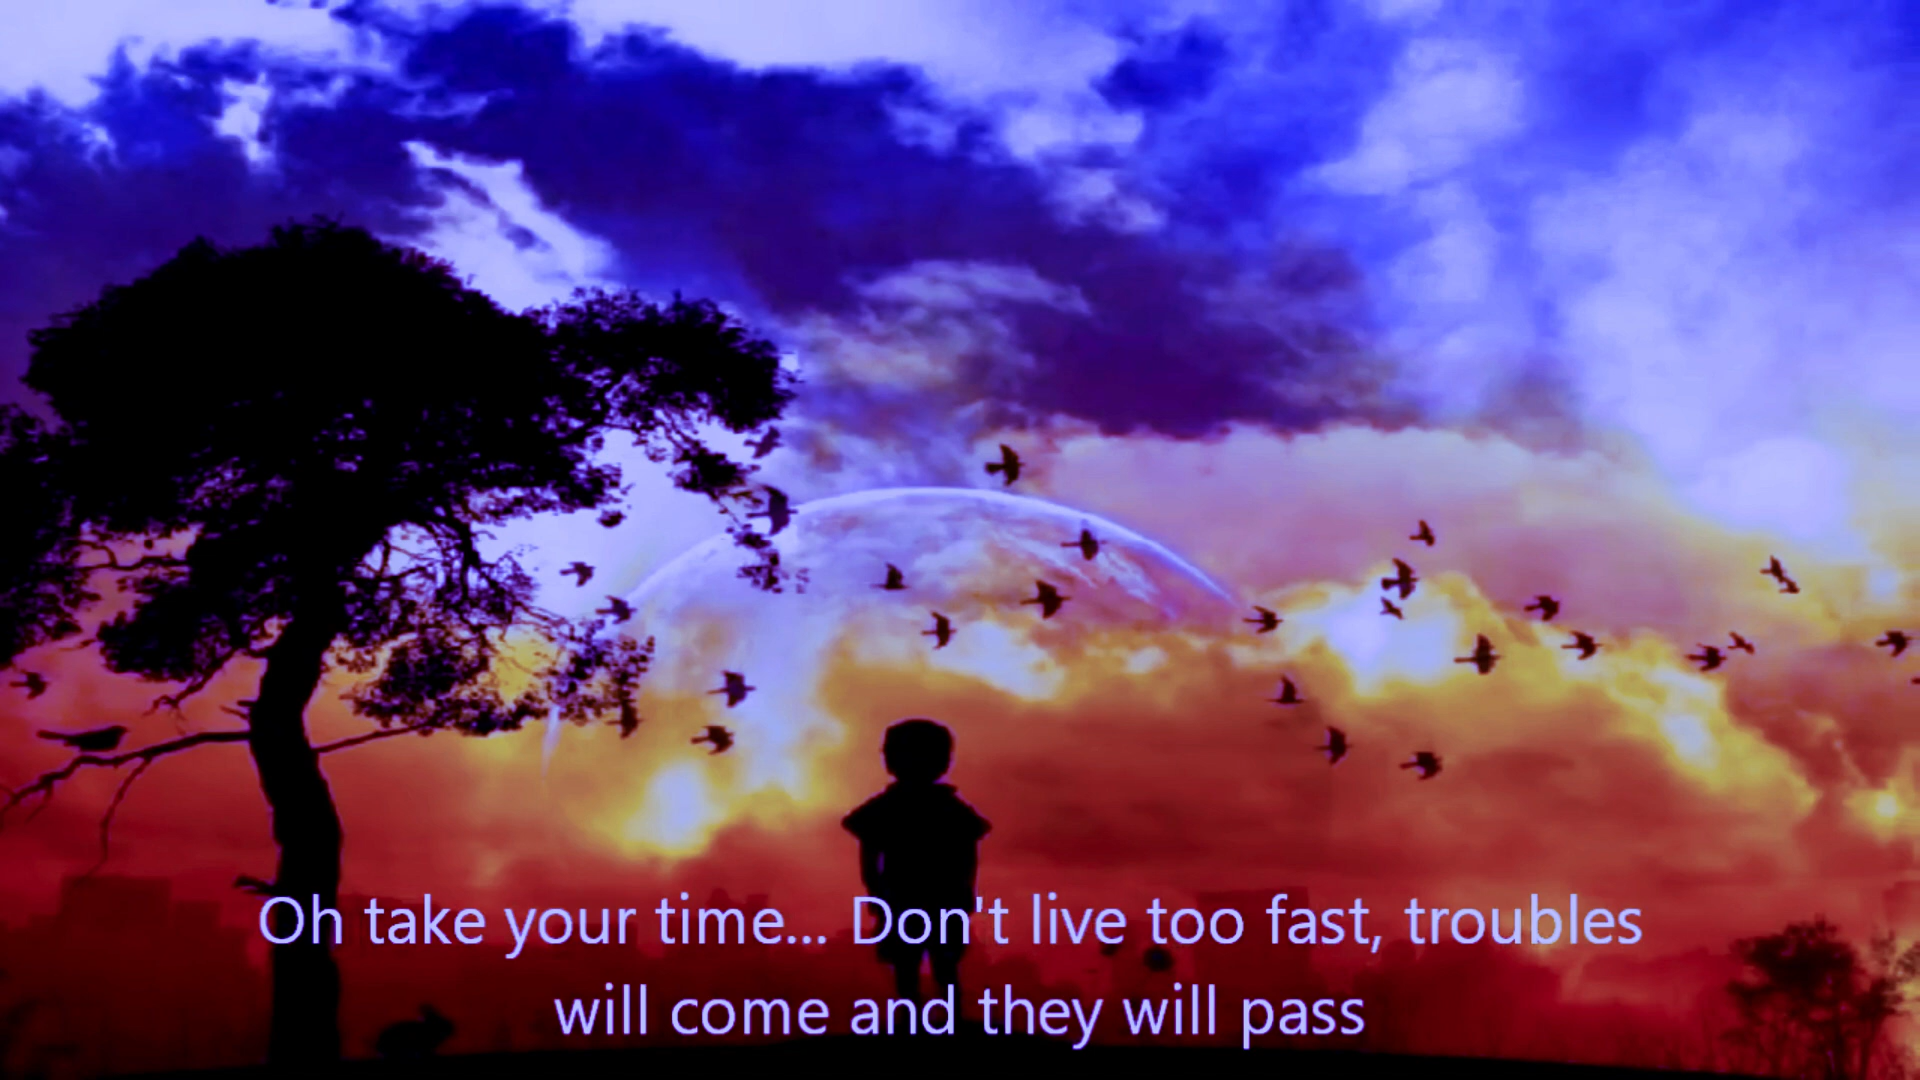 Oh take your time... Don't live too fast, troubles
will come and they will pass